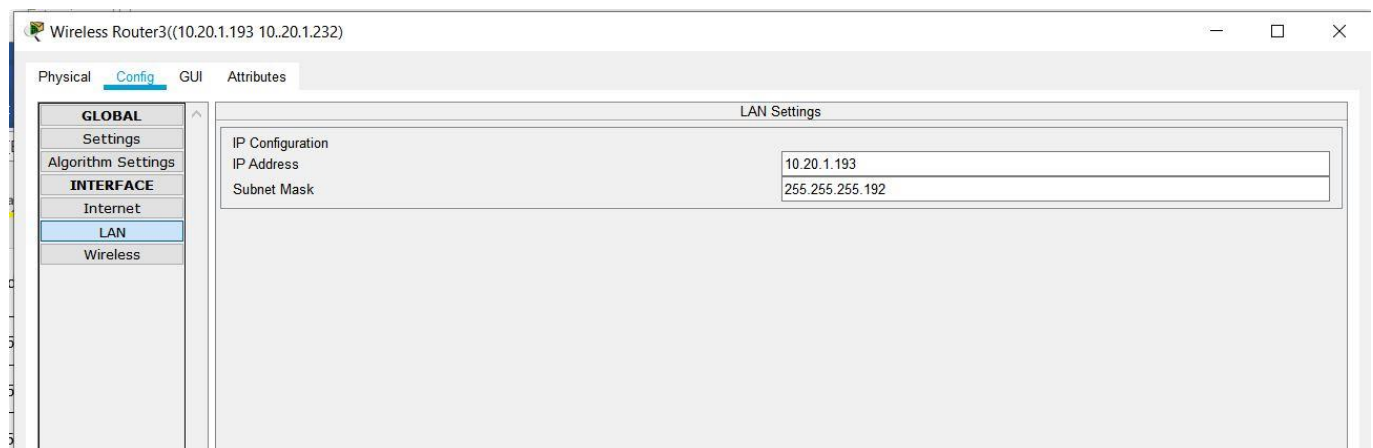 Wireless Router3((10.20.1.193 10..20.1.232)
Physical Config GUI Attributes
GLOBAL
Settings
Algorithm Settings
INTERFACE
Internet
LAN
Wireless
LAN Settings
IP Configuration
IP Address 10.20.1.193
Subnet Mask 255.255.255.192